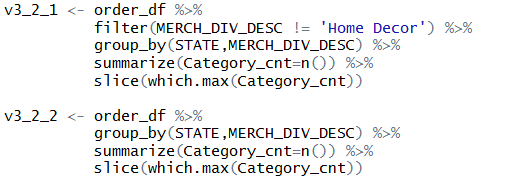 v3_2_1 <- order_df %>%
filter(MERCH_DIV_DESC != 'Home Decor') %>%
group_by(STATE,MERCH_DIV_DESC) %>%
summarize(Category_cnt=n()) %>%
slice(which.max(Category_cnt))
v3_2_2 <- order_df %>%
group_by(STATE,MERCH_DIV_DESC) %>%
summarize(Category_cnt=n()) %>%
slice(which.max(Category_cnt))